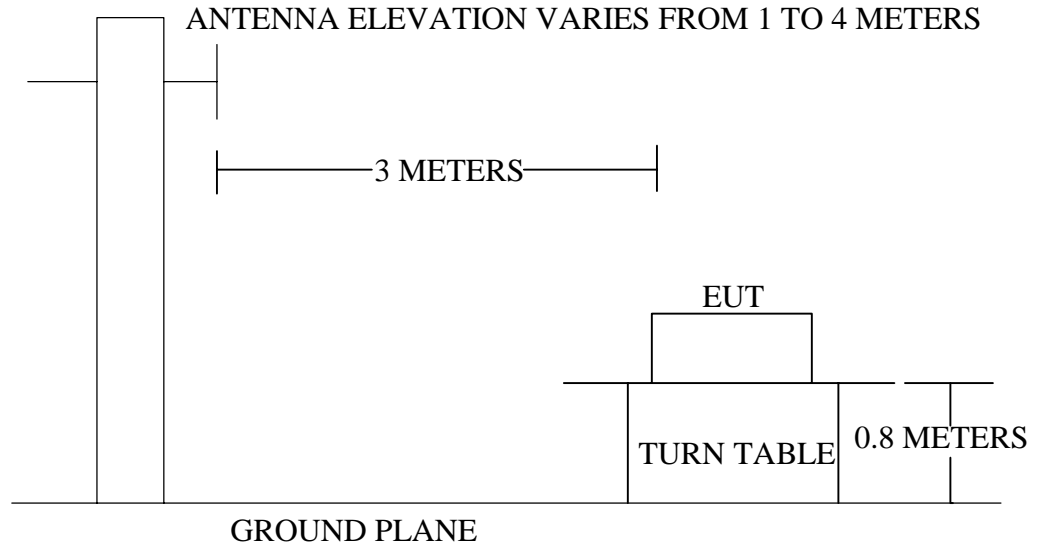 ANTENNA ELEVATION VARIES FROM 1 TO 4 METERS
3 METERS
EUT
0.8 METERS
TURN TABLE
GROUND PLANE